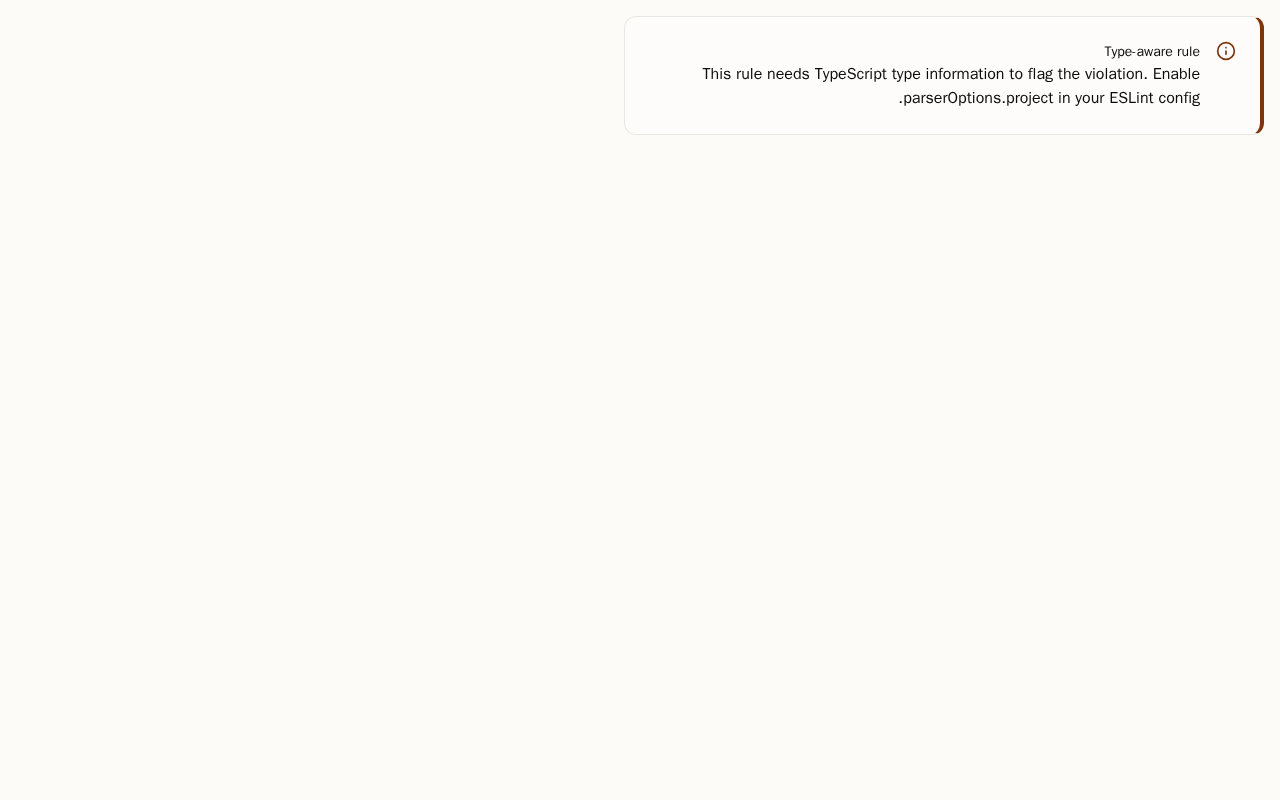 Type-aware rule
This rule needs TypeScript type information to flag the violation. Enable
.parserOptions.project in your ESLint config